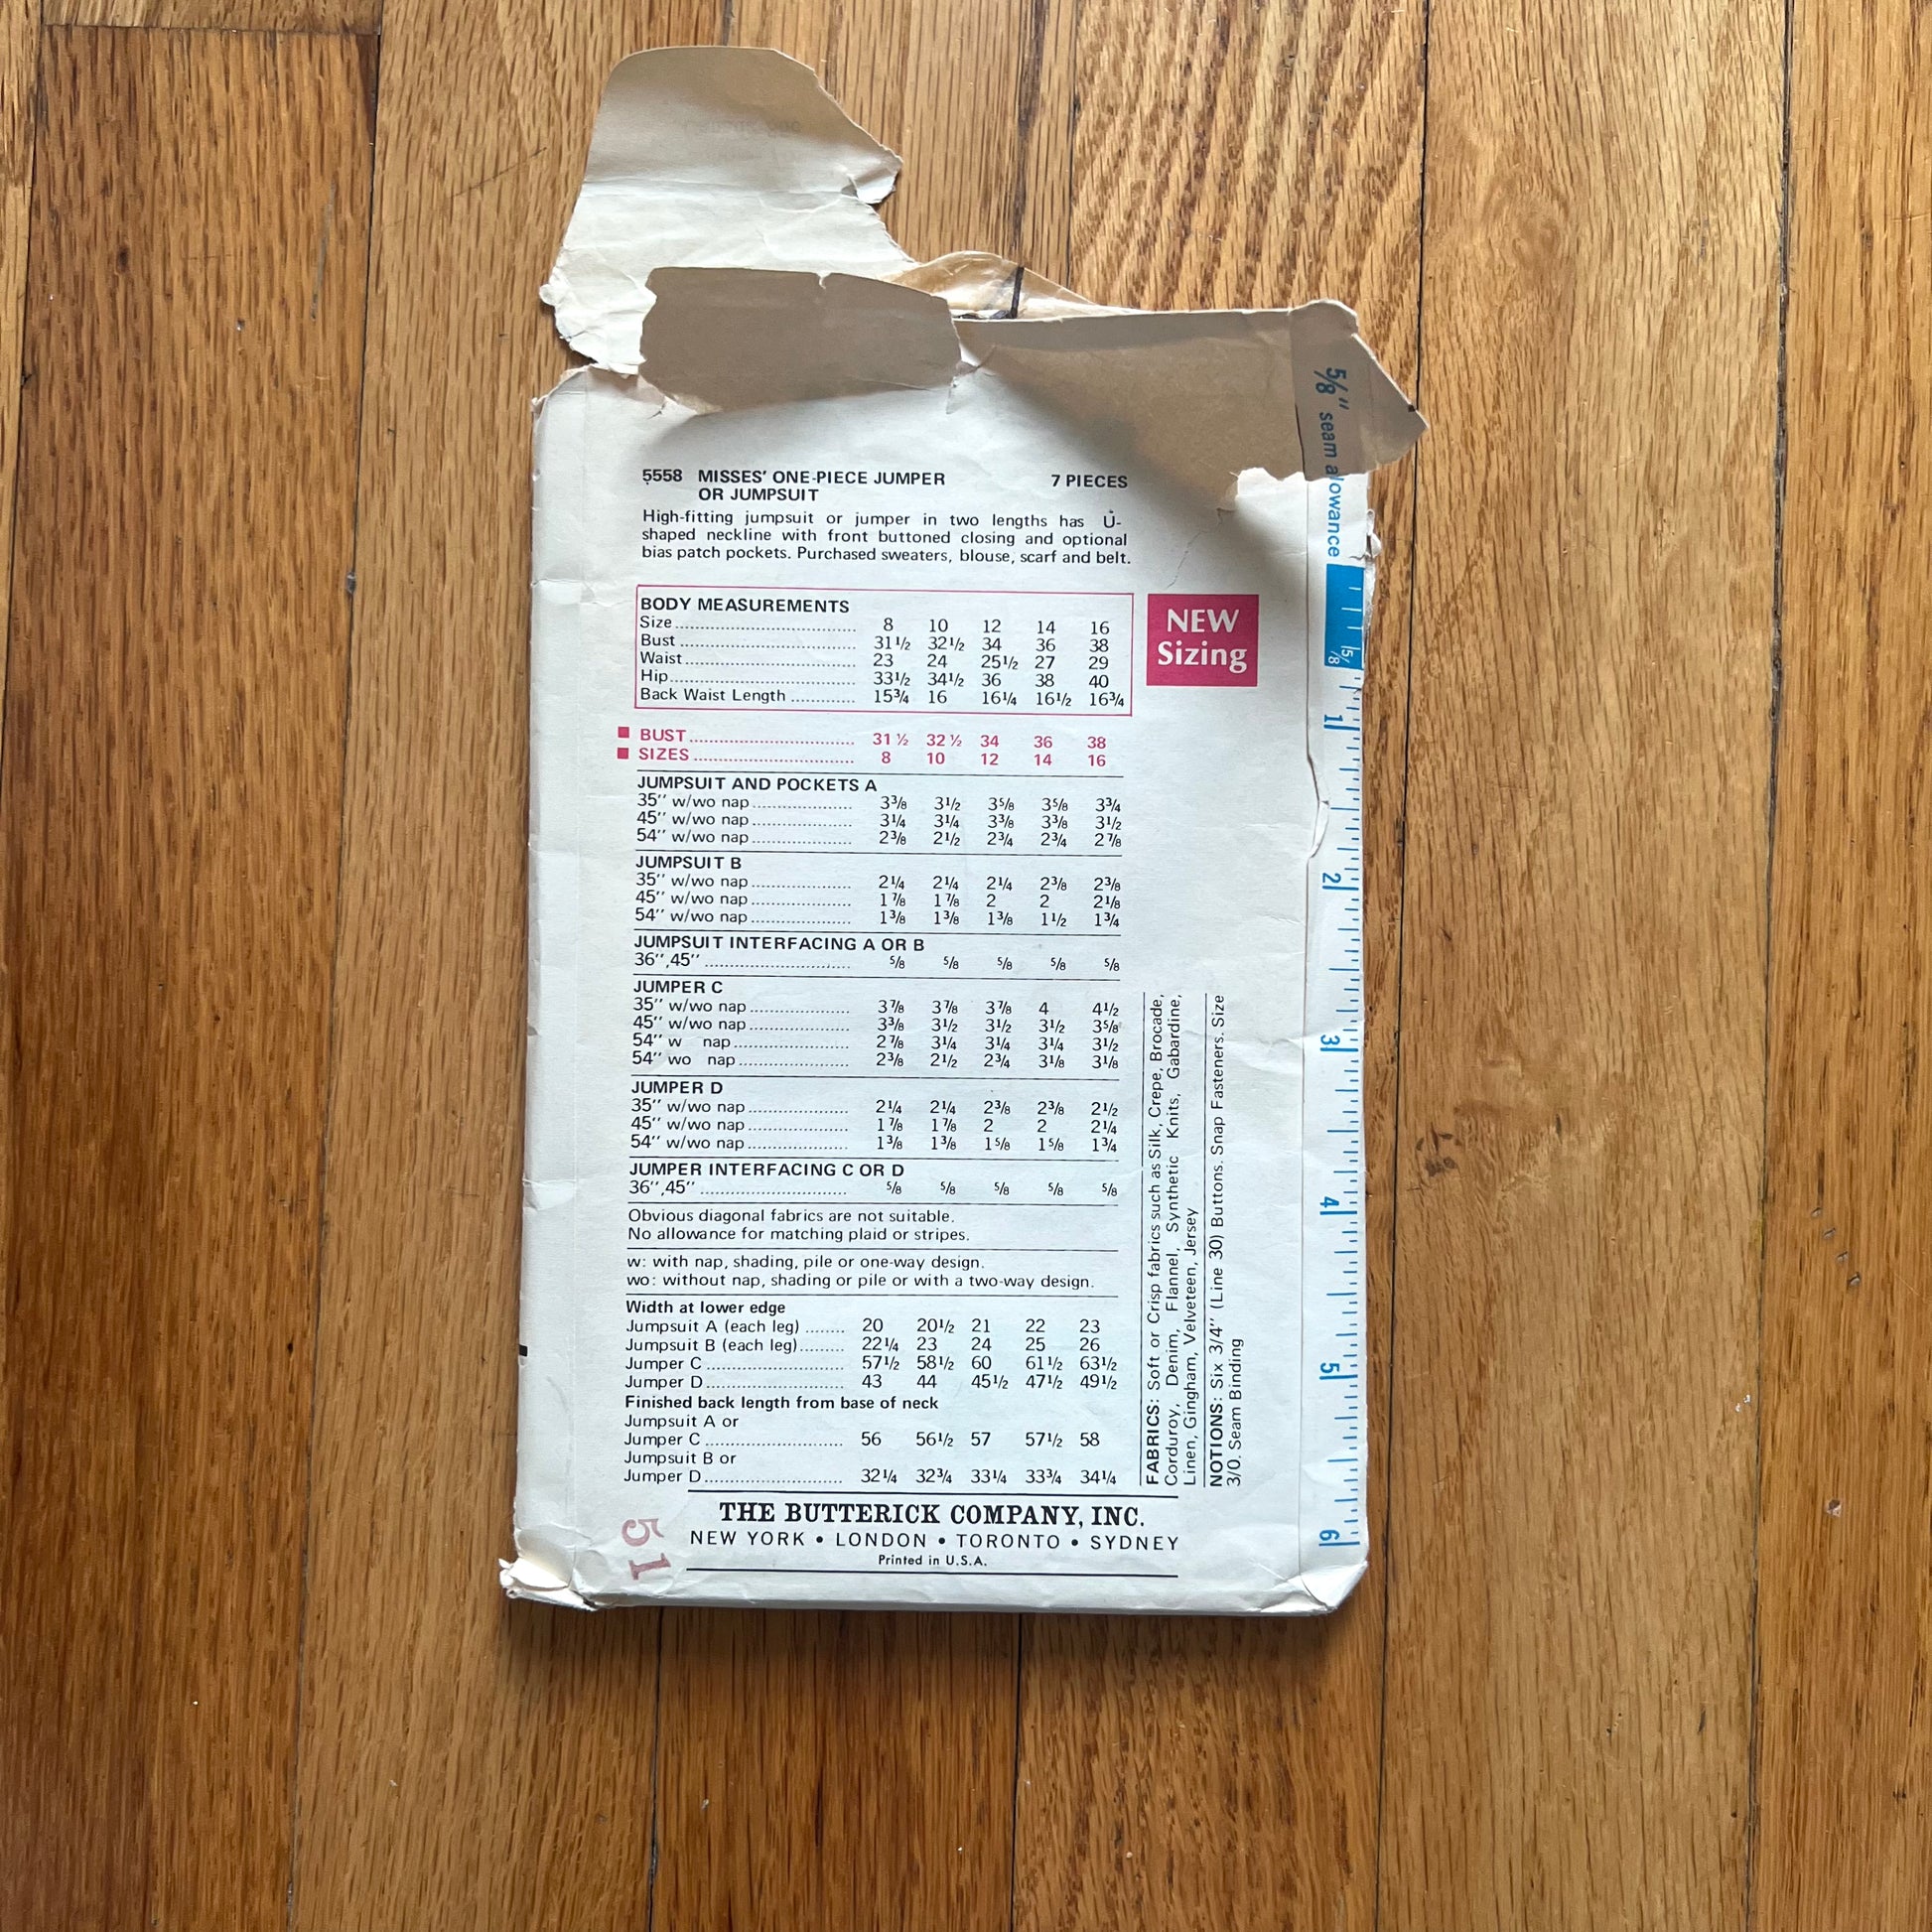 5558 MISSES' ONE-PIECE JUMPER 7 PIECES
OR JUMPSUIT
High-fitting jumpsuit or jumper in two lengths has U-
shaped neckline with front buttoned closing and optional
bias patch pockets. Purchased sweaters, blouse, scarf and belt.
BODY MEASUREMENTS
Size 8 10 12 14 16
Bust 31½ 32½ 34 36 38
Waist 23 24 25½ 27 29
Hip 33½ 34½ 36 38 40
Back Waist Length 15¾ 16 16¼ 16½ 16¾
NEW
Sizing
BUST 31½ 32½ 34 36 38
SIZES 8 10 12 14 16
JUMPSUIT AND POCKETS A
35" w/wo nap 3⅜ 3½ 3⅝ 3⅝ 3¾
45" w/wo nap 3¼ 3¼ 3⅜ 3⅜ 3½
54" w/wo nap 2⅜ 2½ 2¾ 2¾ 2⅞
JUMPSUIT B
35" w/wo nap 2¼ 2¼ 2¼ 2⅜ 2⅜
45" w/wo nap 1⅞ 1⅞ 2 2 2⅛
54" w/wo nap 1⅜ 1⅜ 1⅜ 1½ 1¾
JUMPSUIT INTERFACING A OR B
36",45" ⅝ ⅝ ⅝ ⅝ ⅝
JUMPER C
35" w/wo nap 3⅞ 3⅞ 3⅞ 4 4½
45" w/wo nap 3⅜ 3½ 3½ 3½ 3⅝
54" w nap 2⅞ 3¼ 3¼ 3¼ 3½
54" wo nap 2⅜ 2½ 2¾ 3⅛ 3⅛
JUMPER D
35" w/wo nap 2¼ 2¼ 2⅜ 2⅜ 2½
45" w/wo nap 1⅞ 1⅞ 2 2 2¼
54" w/wo nap 1⅜ 1⅜ 1⅝ 1⅝ 1¾
JUMPER INTERFACING C OR D
36",45" ⅝ ⅝ ⅝ ⅝ ⅝
Obvious diagonal fabrics are not suitable.
No allowance for matching plaid or stripes.
w: with nap, shading, pile or one-way design.
wo: without nap, shading or pile or with a two-way design.
Width at lower edge
Jumpsuit A (each leg) 20 20½ 21 22 23
Jumpsuit B (each leg) 22¼ 23 24 25 26
Jumper C 57½ 58½ 60 61½ 63½
Jumper D 43 44 45½ 47½ 49½
Finished back length from base of neck
Jumpsuit A or
Jumper C 56 56½ 57 57½ 58
Jumpsuit B or
Jumper D 32¼ 32¾ 33¼ 33¾ 34¼
FABRICS: Soft or Crisp fabrics such as Silk, Crepe, Brocade,
Corduroy, Denim, Flannel, Synthetic Knits, Gabardine,
Linen, Gingham, Velveteen, Jersey
NOTIONS: Six 3/4" (Line 30) Buttons. Snap Fasteners. Size
3/0. Seam Binding
THE BUTTERICK COMPANY, INC.
NEW YORK • LONDON • TORONTO • SYDNEY
Printed in U.S.A.
51
5/8" seam allowance
5/8
1
2
3
4
5
6